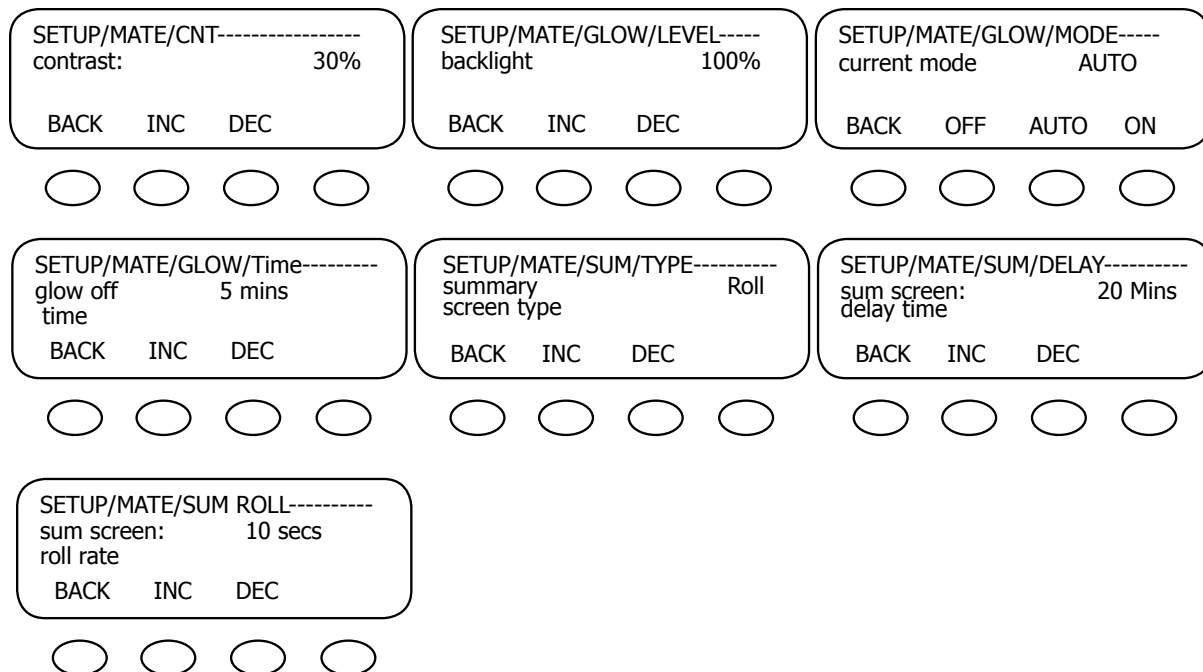 SETUP/MATE/CNT-----------------
contrast: 30%
BACK INC DEC
SETUP/MATE/GLOW/LEVEL-----
backlight 100%
BACK INC DEC
SETUP/MATE/GLOW/MODE-----
current mode AUTO
BACK OFF AUTO ON
SETUP/MATE/GLOW/Time---------
glow off 5 mins
time
BACK INC DEC
SETUP/MATE/SUM/TYPE----------
summary Roll
screen type
BACK INC DEC
SETUP/MATE/SUM/DELAY----------
sum screen: 20 Mins
delay time
BACK INC DEC
SETUP/MATE/SUM ROLL----------
sum screen: 10 secs
roll rate
BACK INC DEC